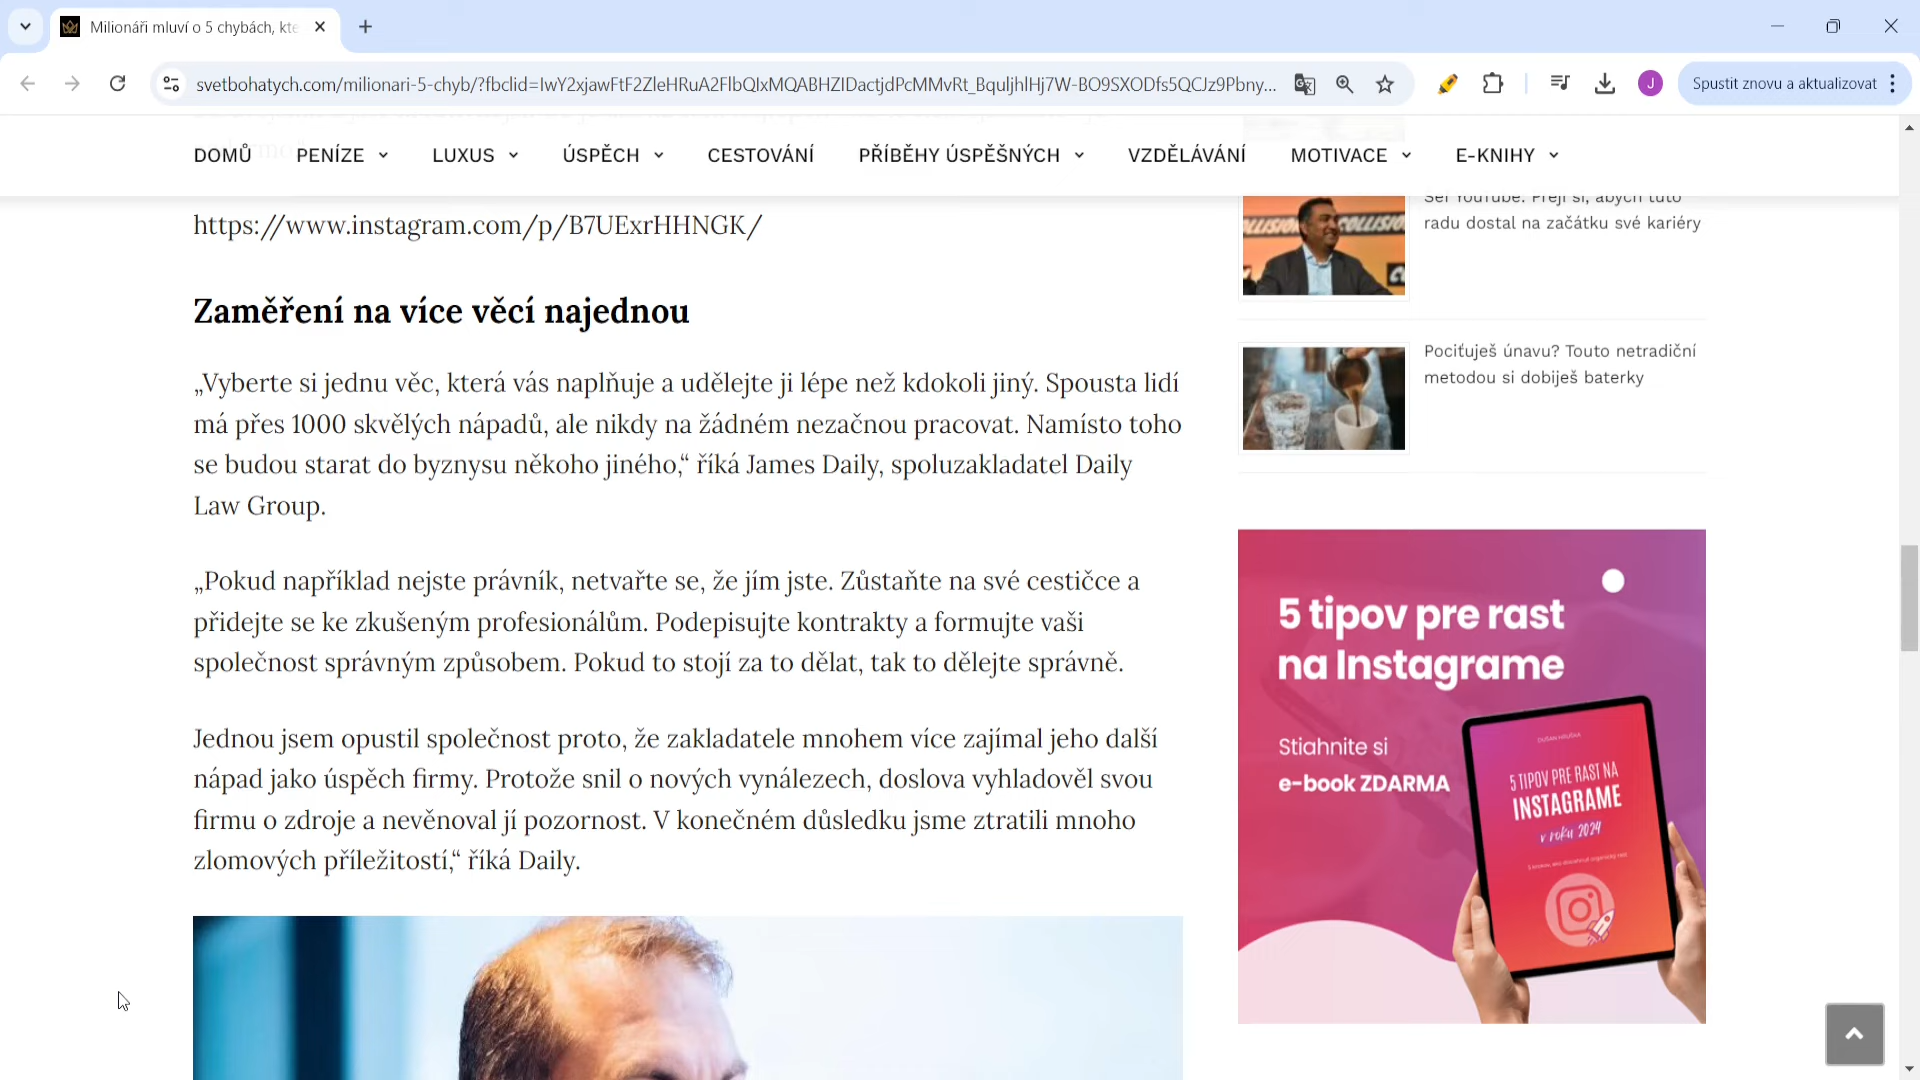 Milionáři mluví o 5 chybách, kte
svetbohatych.com/milionari-5-chyb/?fbclid=IwY2xjawFtF2ZleHRuA2FlbQIxMQABHZIDactjdPcMMvRt_BquljhlHj7W-BO9SXODfs5QCJz9Pbny...
J
Spustit znovu a aktualizovat
DOMŮ PENÍZE LUXUS ÚSPĚCH CESTOVÁNÍ PŘÍBĚHY ÚSPĚŠNÝCH VZDĚLÁVÁNÍ MOTIVACE E-KNIHY
https://www.instagram.com/p/B7UExrHHNGK/
Zaměření na více věcí najednou
„Vyberte si jednu věc, která vás naplňuje a udělejte ji lépe než kdokoli jiný. Spousta lidí
má přes 1000 skvělých nápadů, ale nikdy na žádném nezačnou pracovat. Namísto toho
se budou starat do byznysu někoho jiného,“ říká James Daily, spoluzakladatel Daily
Law Group.
„Pokud například nejste právník, netvařte se, že jím jste. Zůstaňte na své cestičce a
přidejte se ke zkušeným profesionálům. Podepisujte kontrakty a formujte vaši
společnost správným způsobem. Pokud to stojí za to dělat, tak to dělejte správně.
Jednou jsem opustil společnost proto, že zakladatele mnohem více zajímal jeho další
nápad jako úspěch firmy. Protože snil o nových vynálezech, doslova vyhladověl svou
firmu o zdroje a nevěnoval jí pozornost. V konečném důsledku jsme ztratili mnoho
zlomových příležitostí,“ říká Daily.
Šéf YouTube: Přeji si, abych tuto
radu dostal na začátku své kariéry
Pociťuješ únavu? Touto netradiční
metodou si dobiješ baterky
5 tipov pre rast
na Instagrame
Stiahnite si
e-book ZDARMA
5 TIPOV PRE RAST NA
INSTAGRAME
v roku 2024